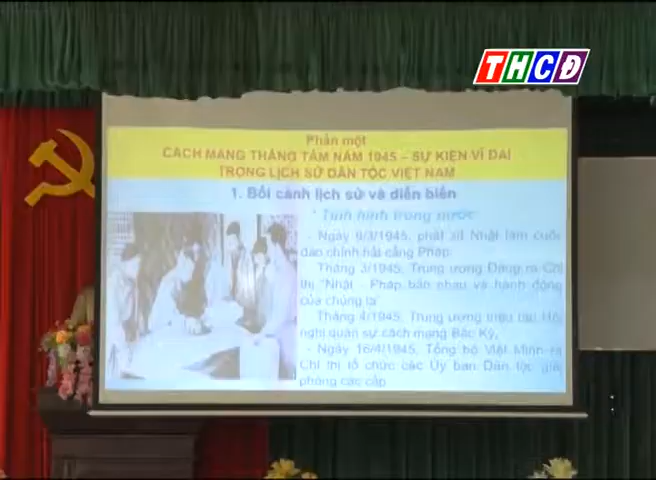 THCĐ
Phần một
CÁCH MẠNG THÁNG TÁM NĂM 1945 – SỰ KIỆN VĨ ĐẠI
TRONG LỊCH SỬ DÂN TỘC VIỆT NAM
1. Bối cảnh lịch sử và diễn biến
* Tình hình trong nước
- Ngày 9/3/1945, phát xít Nhật làm cuộc
đảo chính hất cẳng Pháp.
- Tháng 3/1945, Trung ương Đảng ra Chỉ
thị "Nhật - Pháp bắn nhau và hành động
của chúng ta"
- Tháng 4/1945, Trung ương triệu tập Hội
nghị quân sự cách mạng Bắc Kỳ.
- Ngày 16/4/1945, Tổng bộ Việt Minh ra
Chỉ thị tổ chức các Ủy ban Dân tộc giải
phóng các cấp